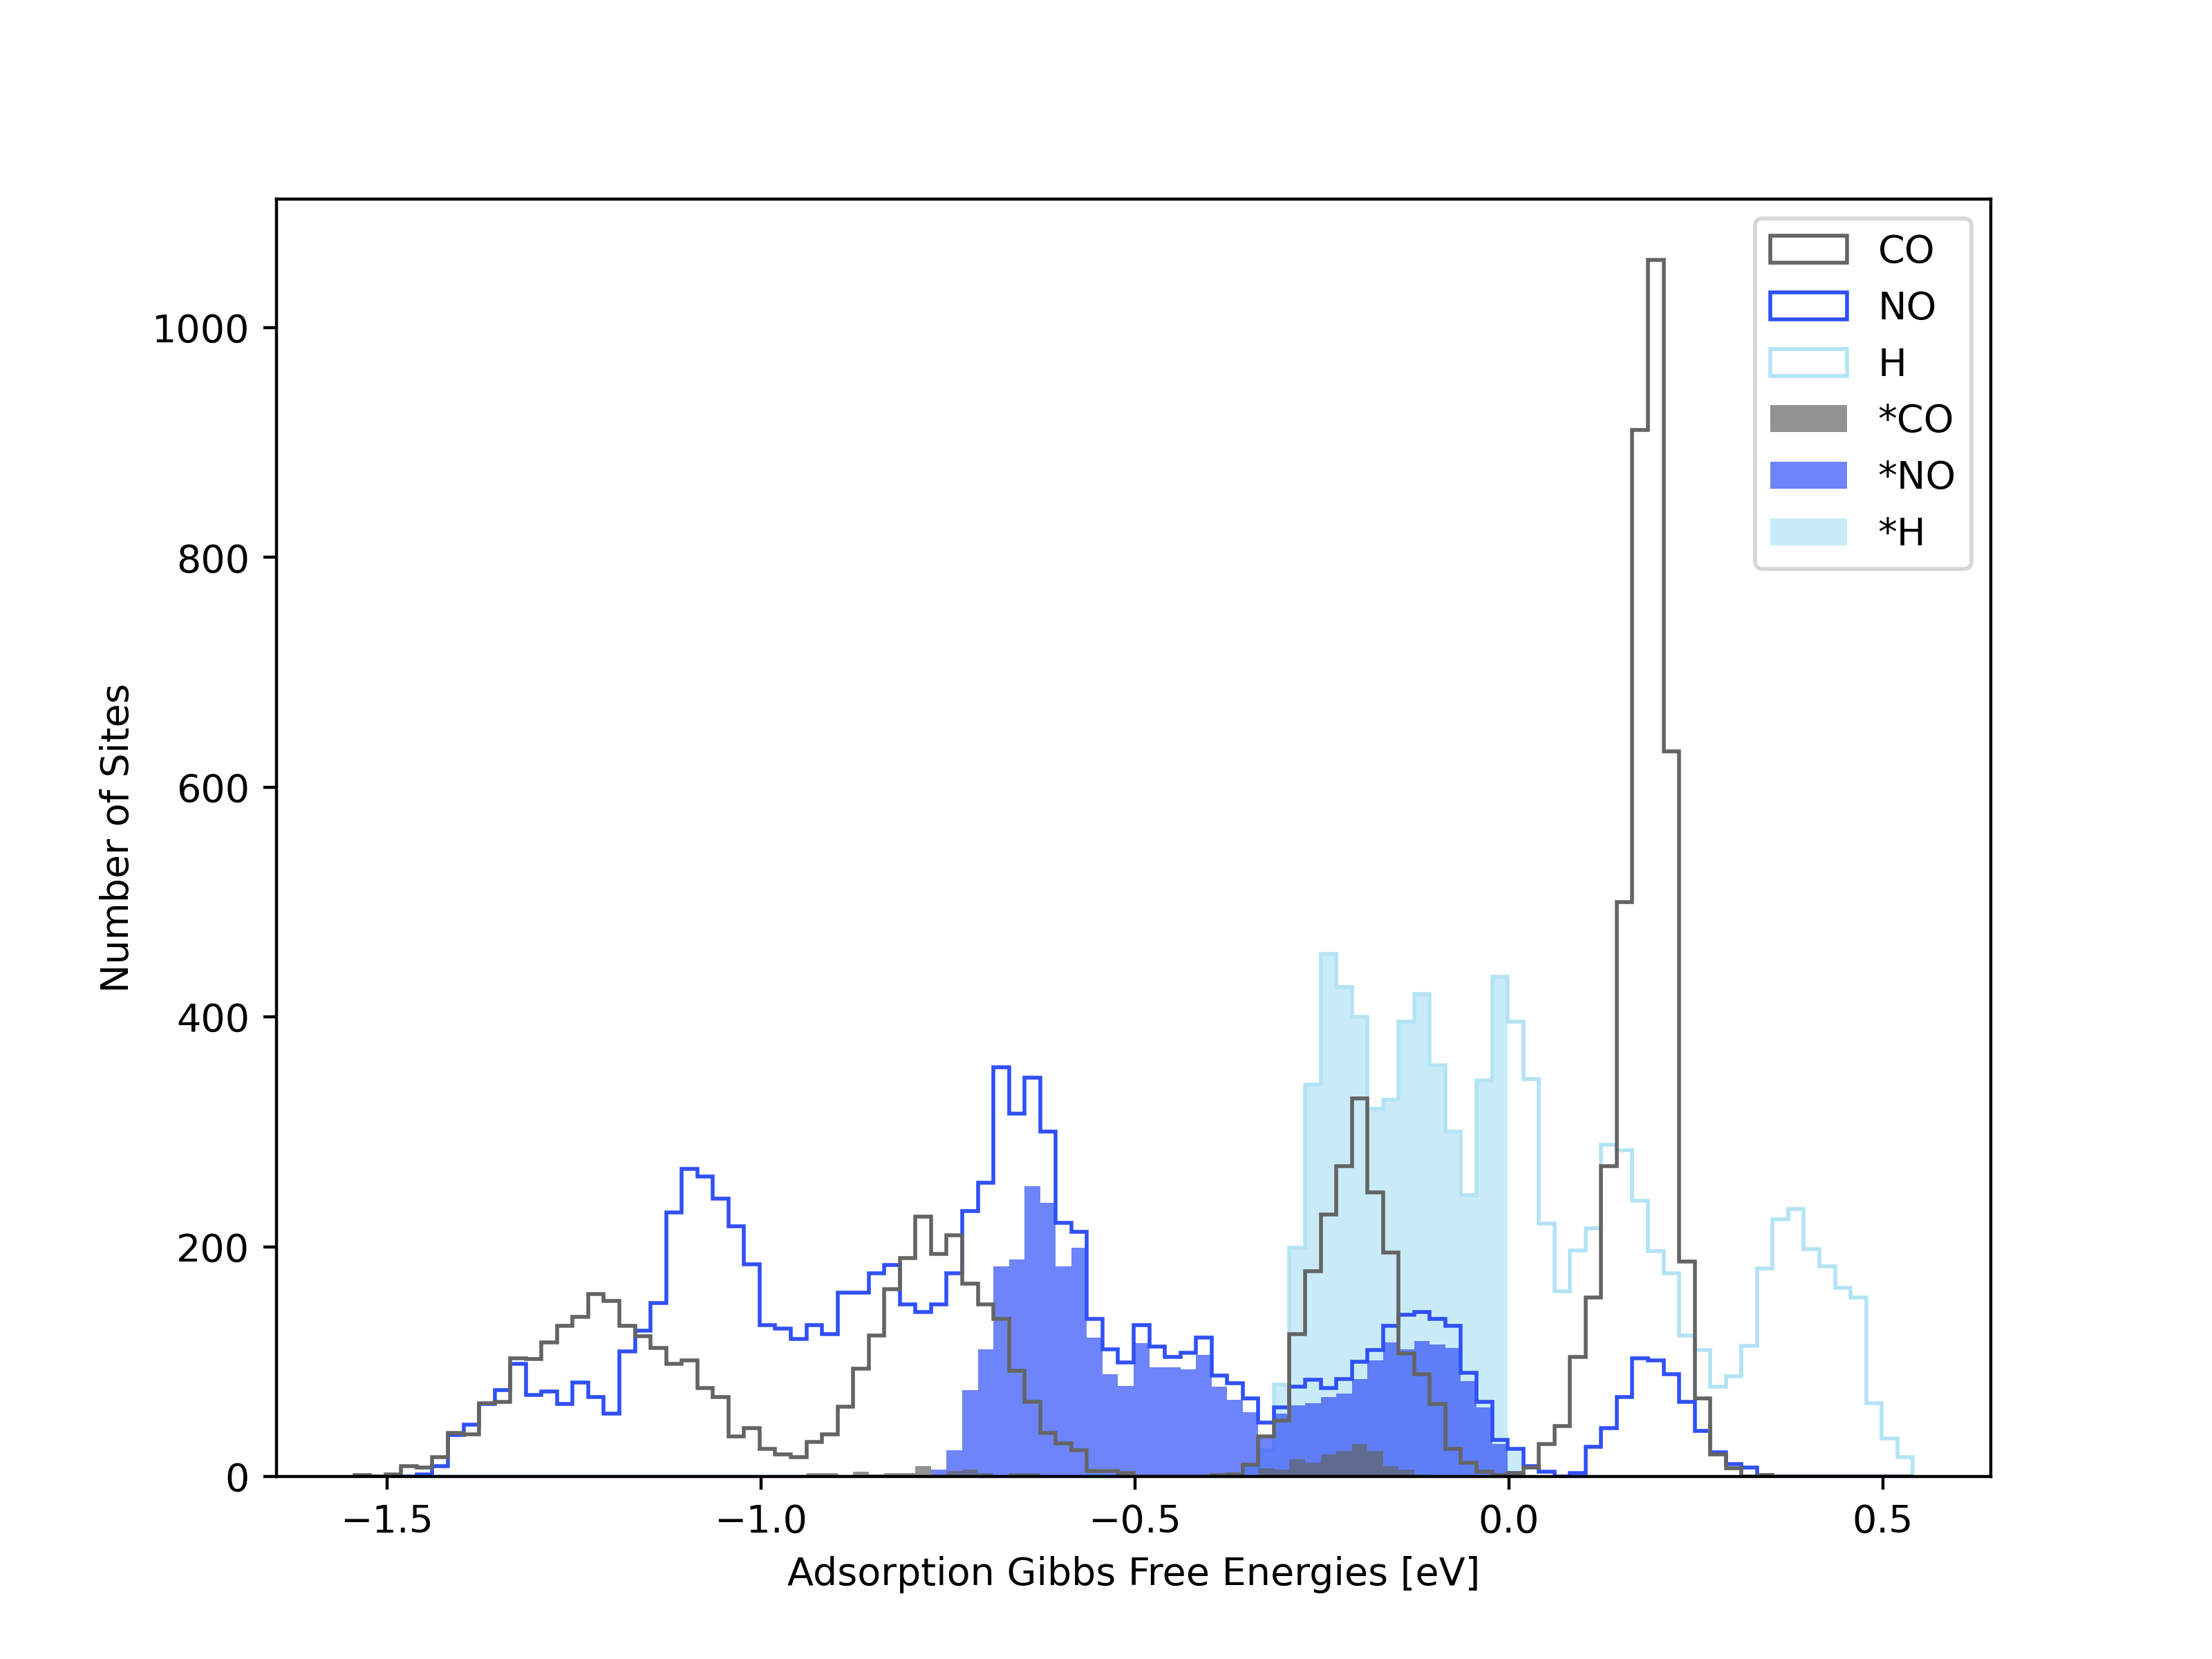 CO
NO
H
*CO
*NO
*H
1000
800
600
400
200
0
Number of Sites
−1.5 −1.0 −0.5 0.0 0.5
Adsorption Gibbs Free Energies [eV]